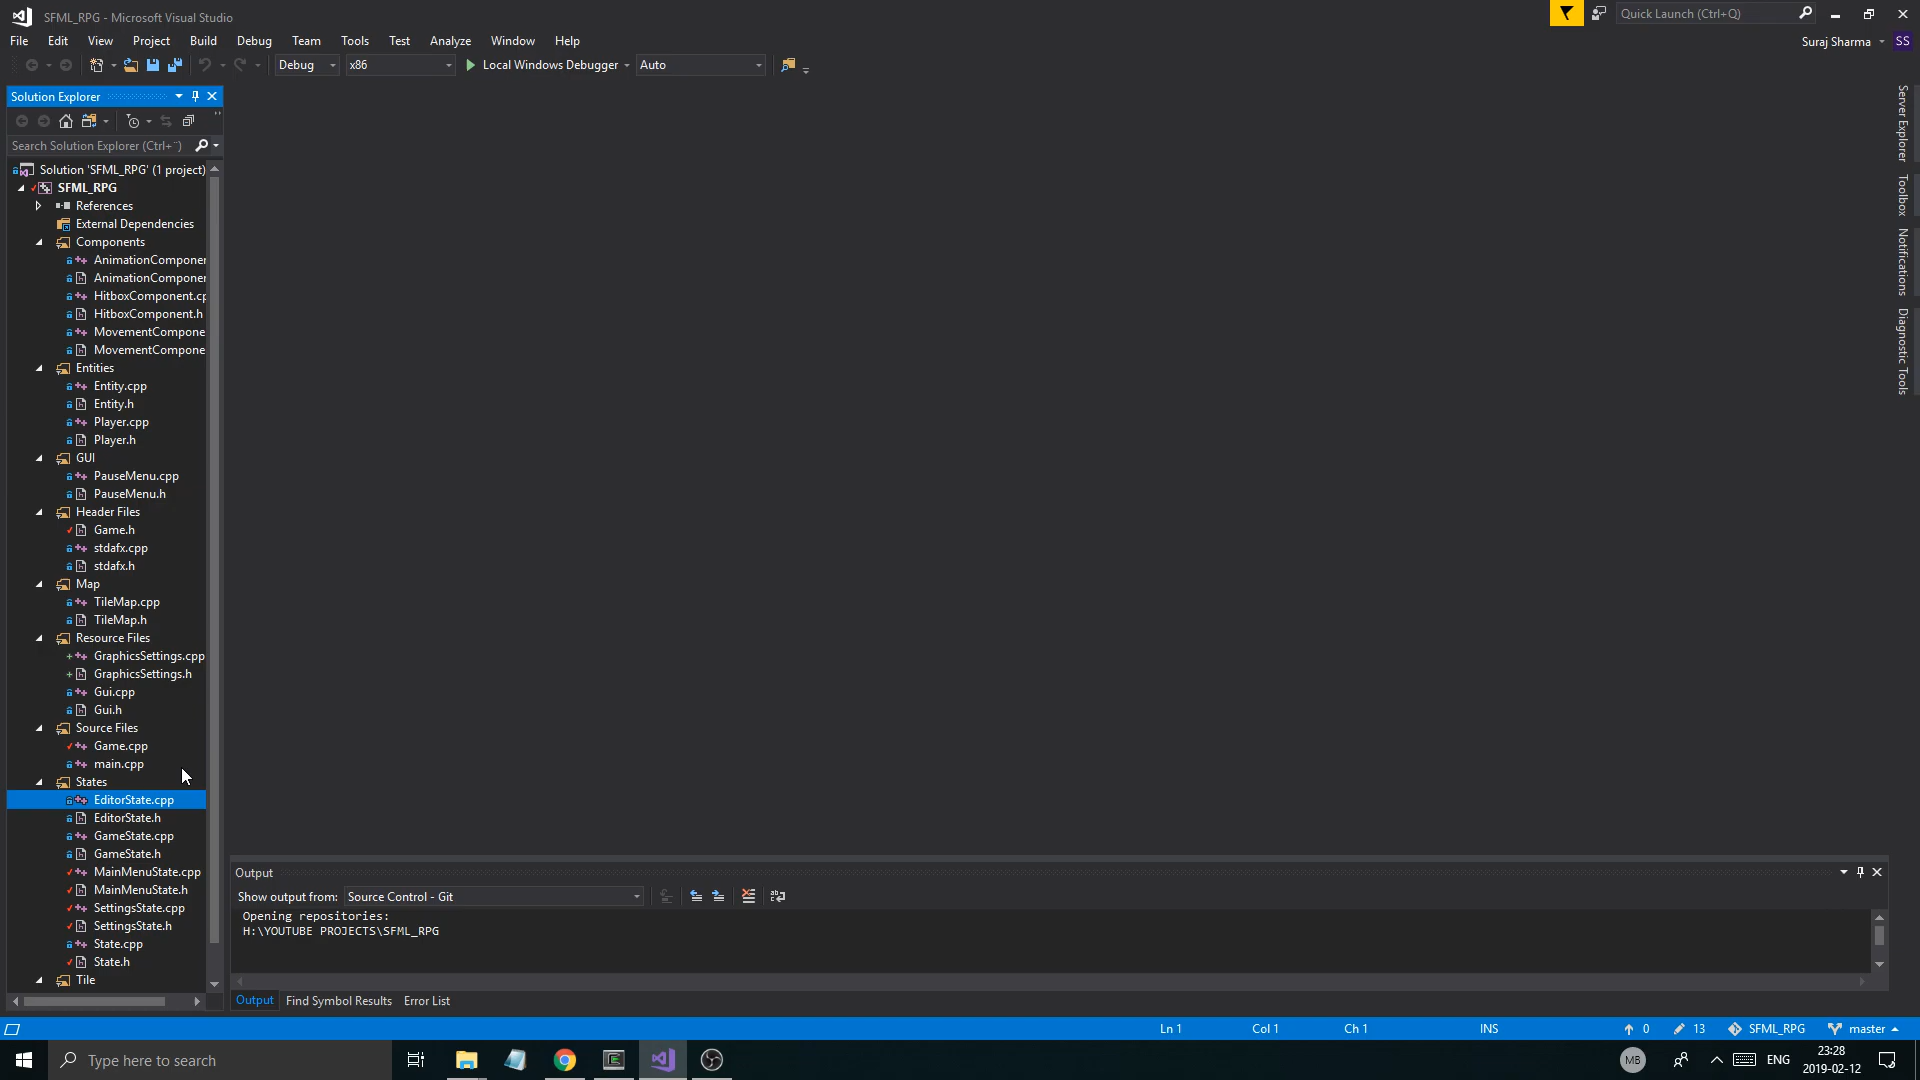 SFML_RPG - Microsoft Visual Studio
Quick Launch (Ctrl+Q)
File Edit View Project Build Debug Team Tools Test Analyze Window Help
Suraj Sharma SS
Debug x86 Local Windows Debugger Auto
Solution Explorer
Search Solution Explorer (Ctrl+¨)
Solution 'SFML_RPG' (1 project)
SFML_RPG
References
External Dependencies
Components
AnimationComponen
AnimationComponen
HitboxComponent.cp
HitboxComponent.h
MovementCompone
MovementCompone
Entities
Entity.cpp
Entity.h
Player.cpp
Player.h
GUI
PauseMenu.cpp
PauseMenu.h
Header Files
Game.h
stdafx.cpp
stdafx.h
Map
TileMap.cpp
TileMap.h
Resource Files
GraphicsSettings.cpp
GraphicsSettings.h
Gui.cpp
Gui.h
Source Files
Game.cpp
main.cpp
States
EditorState.cpp
EditorState.h
GameState.cpp
GameState.h
MainMenuState.cpp
MainMenuState.h
SettingsState.cpp
SettingsState.h
State.cpp
State.h
Tile
Server Explorer
Toolbox
Notifications
Diagnostic Tools
Output
Show output from: Source Control - Git
Opening repositories:
H:\YOUTUBE PROJECTS\SFML_RPG
Output Find Symbol Results Error List
Ln 1 Col 1 Ch 1 INS 0 13 SFML_RPG master
Type here to search
MB ENG 23:28
2019-02-12